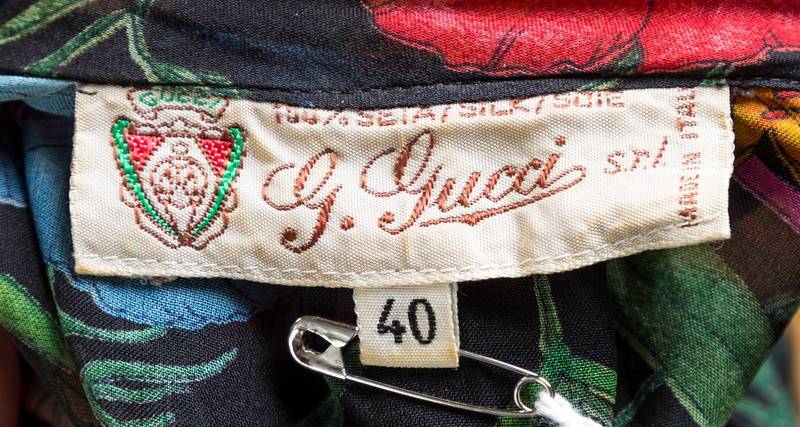 GUCCI
100% SETA/SILK/SOIE
G. Gucci s.r.l.
MADE IN ITALY
40